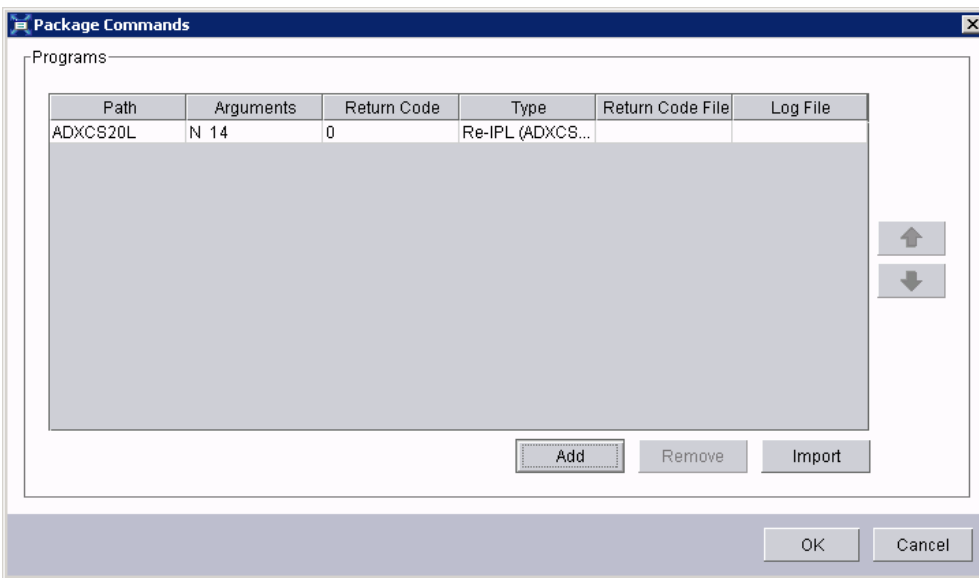 Package Commands
Programs
Path Arguments Return Code Type Return Code File Log File
ADXCS20L N 14 0 Re-IPL (ADXCS...
Add Remove Import
OK Cancel